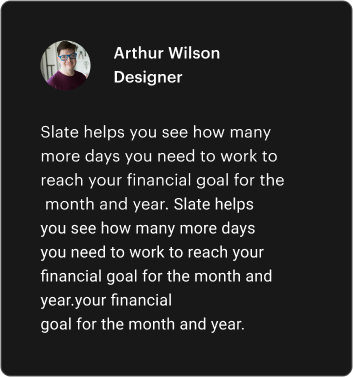 Arthur Wilson
Designer
Slate helps you see how many
more days you need to work to
reach your financial goal for the
month and year. Slate helps
you see how many more days
you need to work to reach your
financial goal for the month and
year.your financial
goal for the month and year.